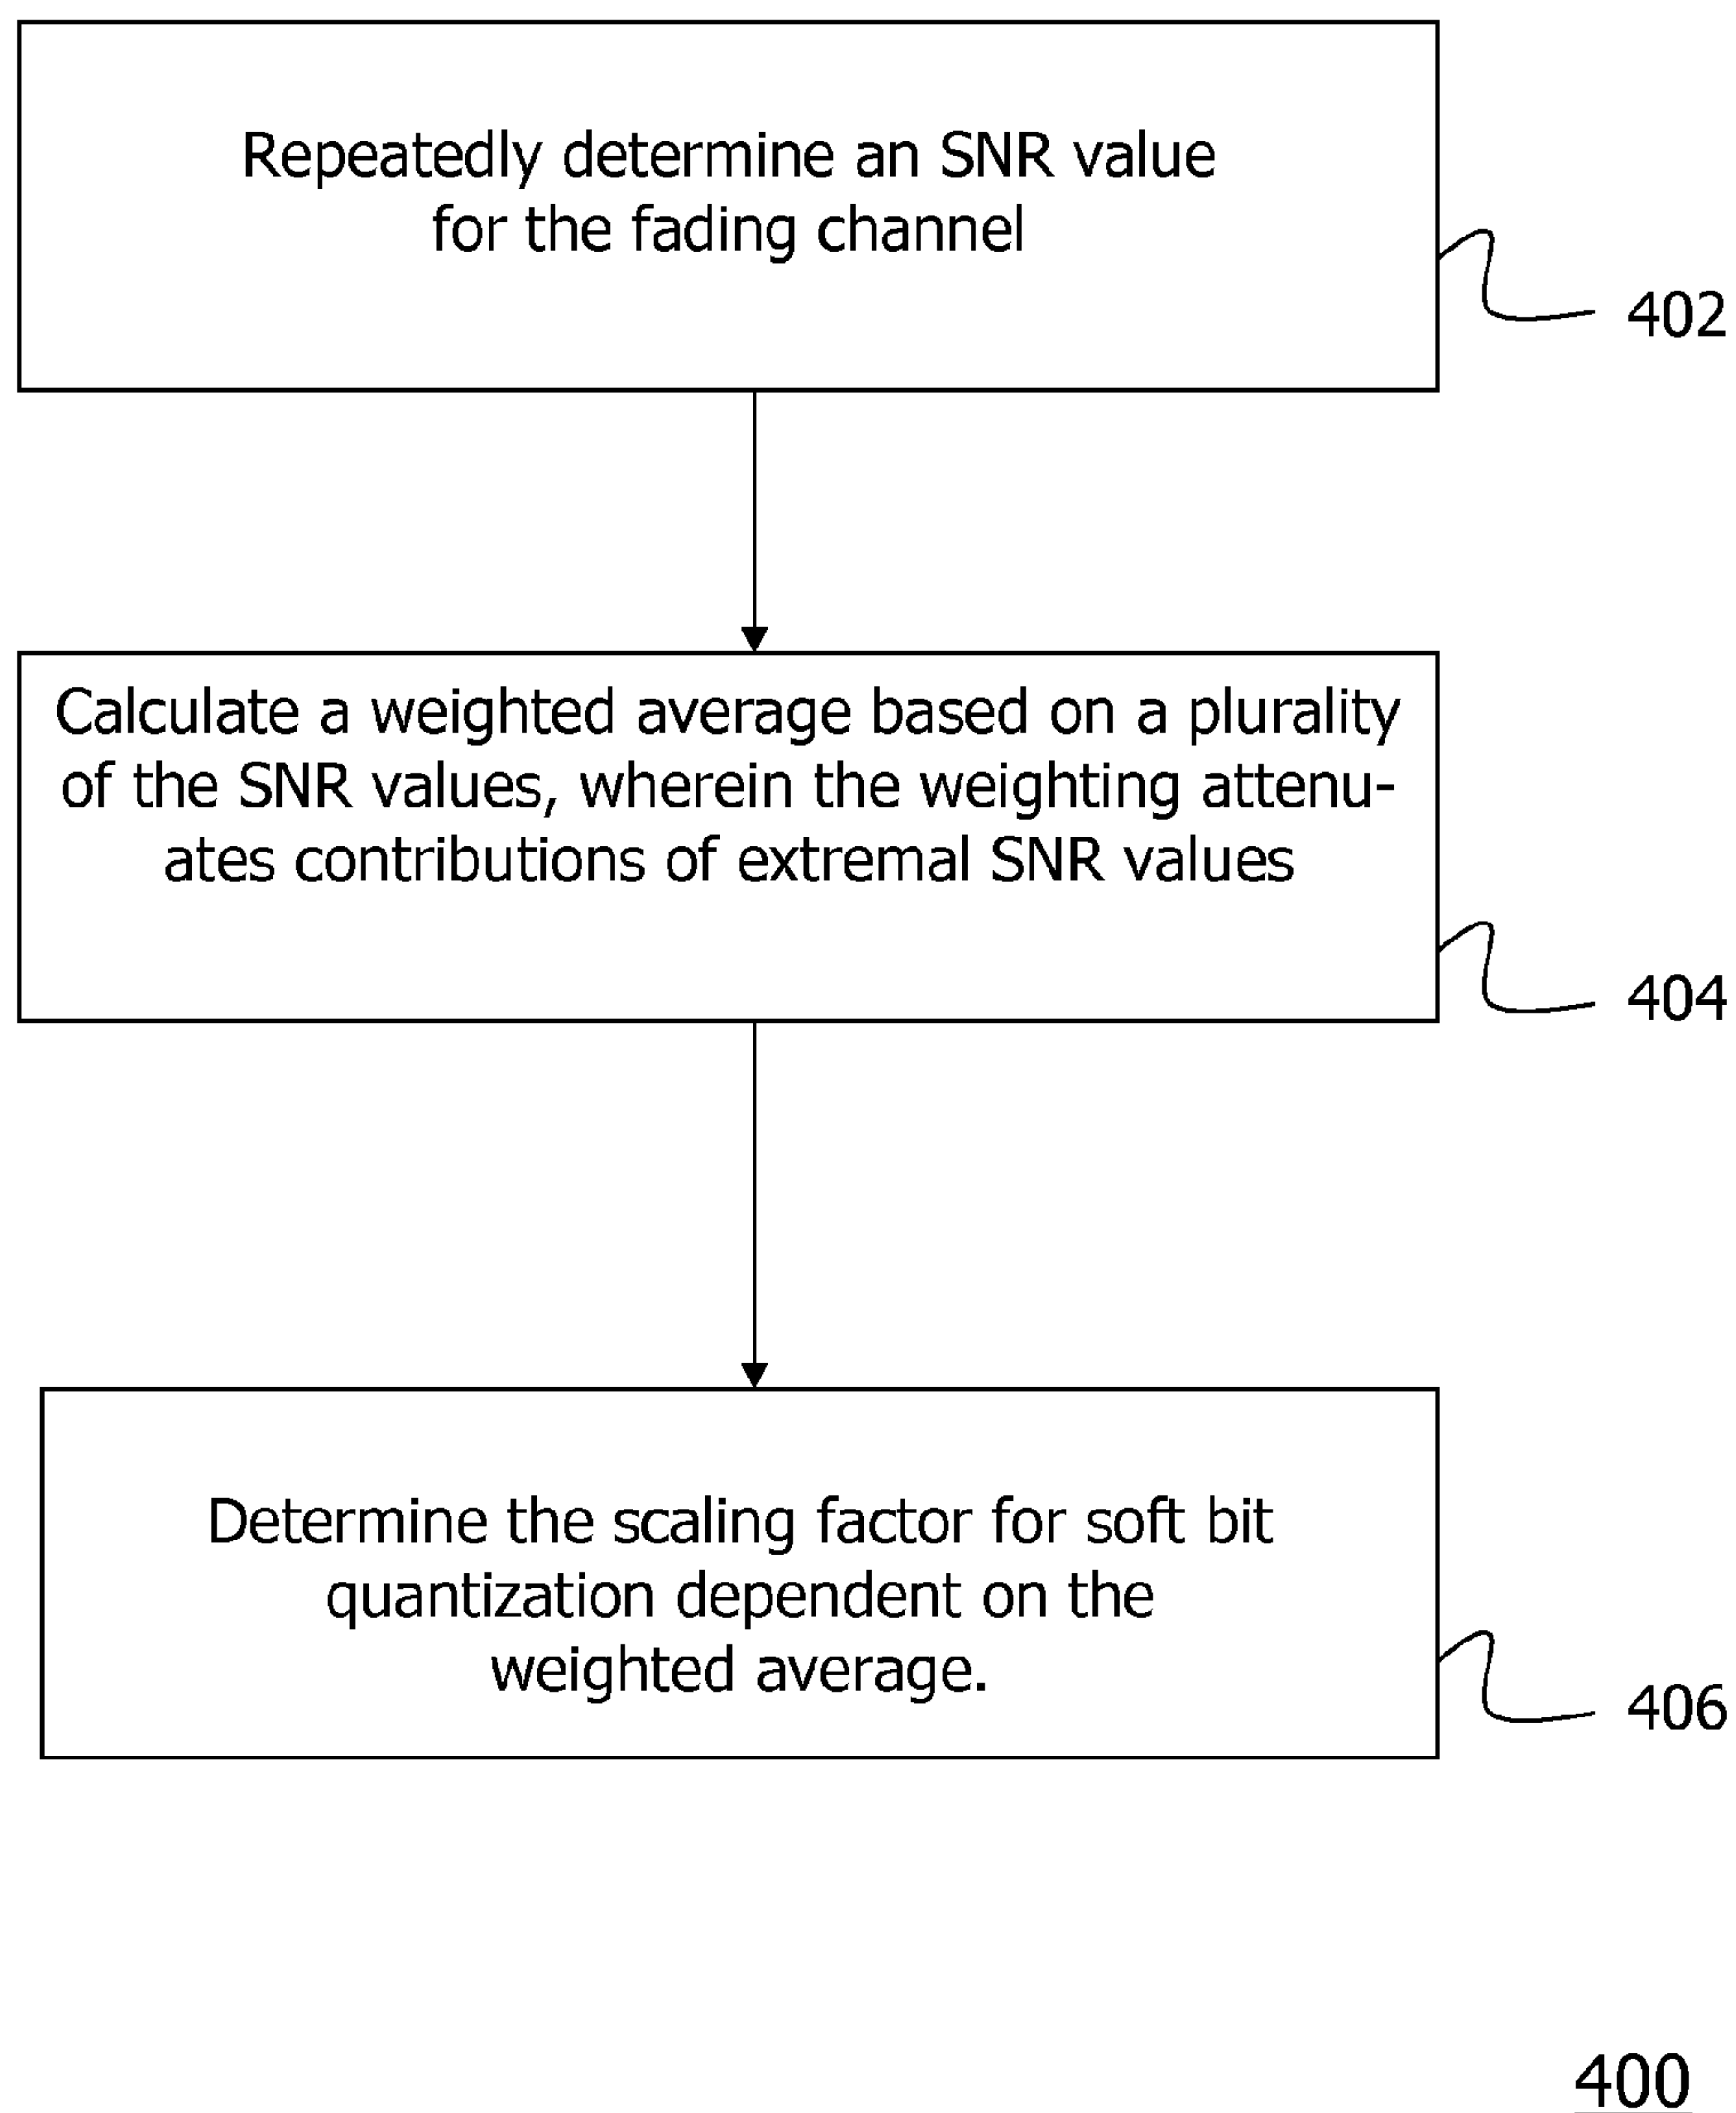 Repeatedly determine an SNR value
for the fading channel
402
Calculate a weighted average based on a plurality
of the SNR values, wherein the weighting attenu-
ates contributions of extremal SNR values
404
Determine the scaling factor for soft bit
quantization dependent on the
weighted average.
406
400